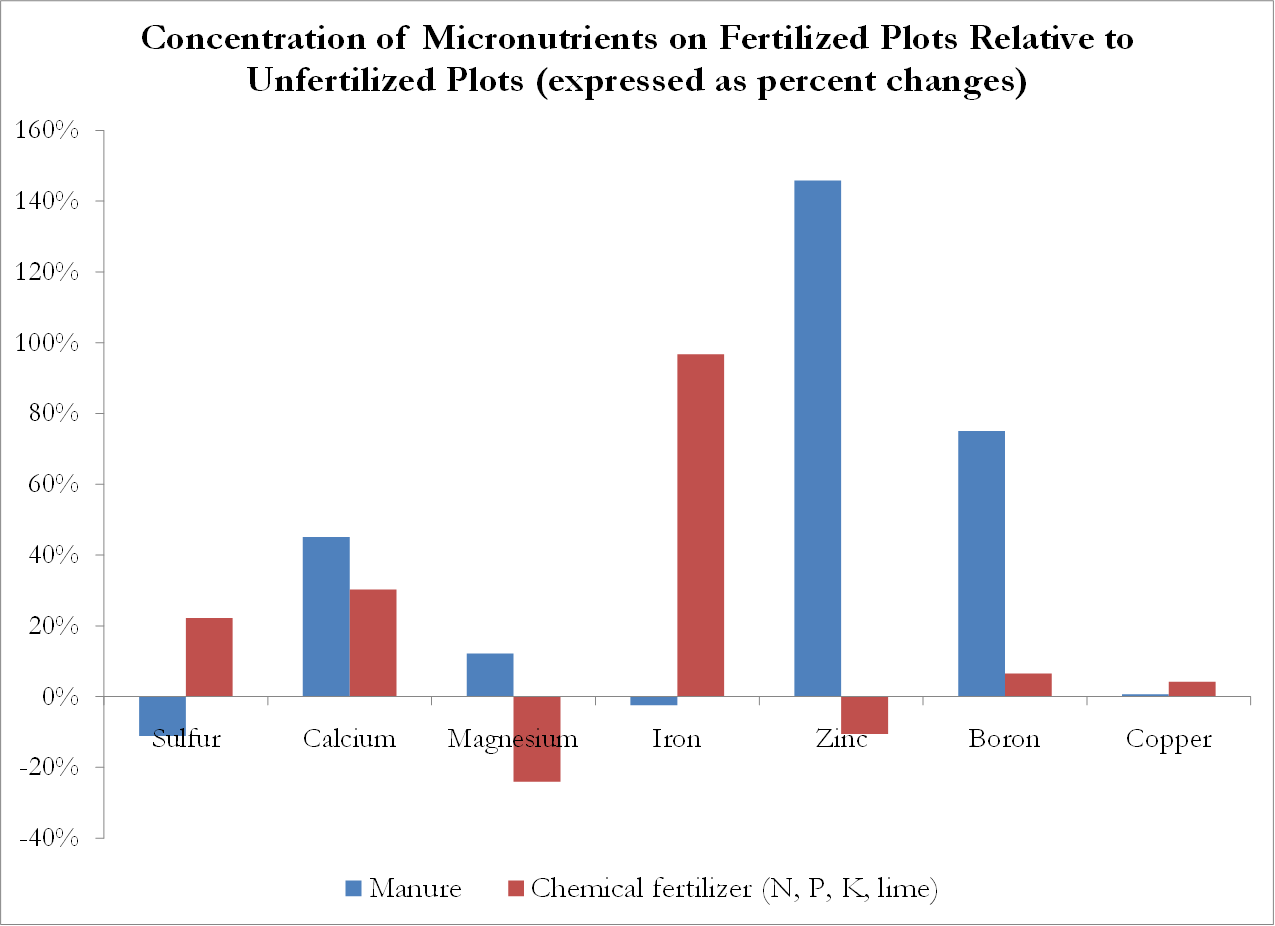 Concentration of Micronutrients on Fertilized Plots Relative to
Unfertilized Plots (expressed as percent changes)
160%
140%
120%
100%
80%
60%
40%
20%
0%
-20%
-40%
Sulfur Calcium Magnesium Iron Zinc Boron Copper
Manure Chemical fertilizer (N, P, K, lime)